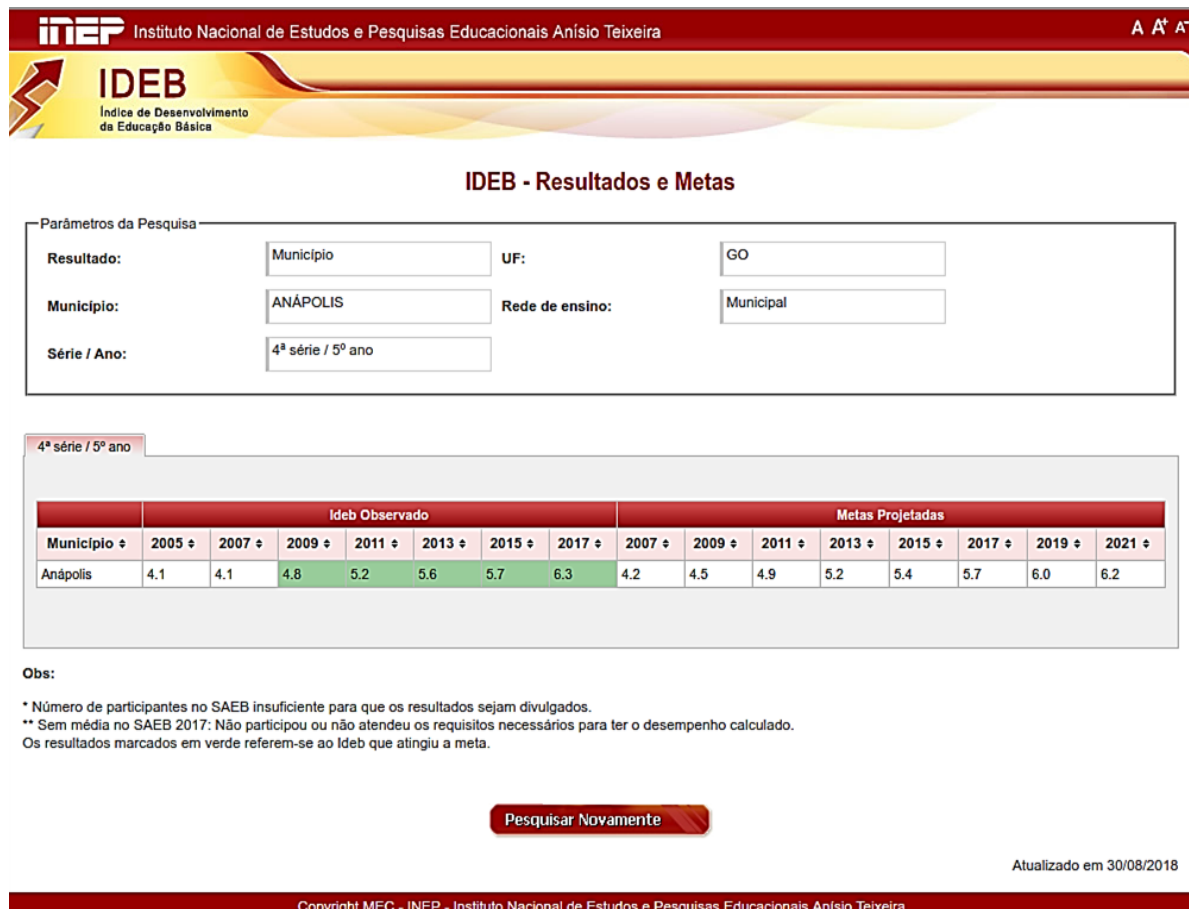 inep Instituto Nacional de Estudos e Pesquisas Educacionais Anísio Teixeira A A+ A-
IDEB
Índice de Desenvolvimento
da Educação Básica
IDEB - Resultados e Metas
Parâmetros da Pesquisa
Resultado: Município UF: GO
Município: ANÁPOLIS Rede de ensino: Municipal
Série / Ano: 4ª série / 5º ano
4ª série / 5º ano
Ideb Observado Metas Projetadas
Município 2005 2007 2009 2011 2013 2015 2017 2007 2009 2011 2013 2015 2017 2019 2021
Anápolis 4.1 4.1 4.8 5.2 5.6 5.7 6.3 4.2 4.5 4.9 5.2 5.4 5.7 6.0 6.2
Obs:
* Número de participantes no SAEB insuficiente para que os resultados sejam divulgados.
** Sem média no SAEB 2017: Não participou ou não atendeu os requisitos necessários para ter o desempenho calculado.
Os resultados marcados em verde referem-se ao Ideb que atingiu a meta.
Pesquisar Novamente
Atualizado em 30/08/2018
Copyright MEC - INEP - Instituto Nacional de Estudos e Pesquisas Educacionais Anísio Teixeira